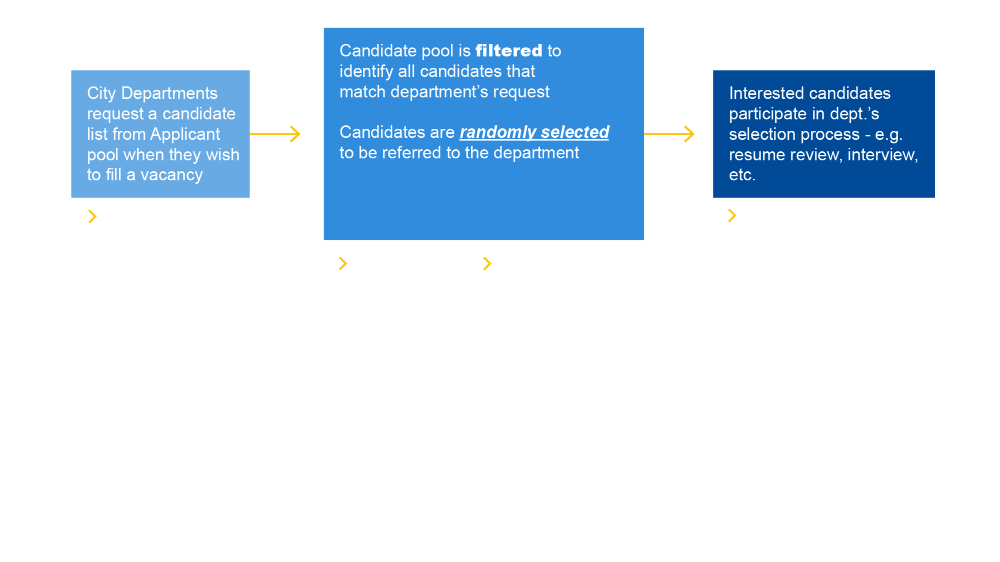 City Departments
request a candidate
list from Applicant
pool when they wish
to fill a vacancy
Candidate pool is filtered to
identify all candidates that
match department’s request
Candidates are randomly selected
to be referred to the department
Interested candidates
participate in dept.’s
selection process - e.g.
resume review, interview,
etc.